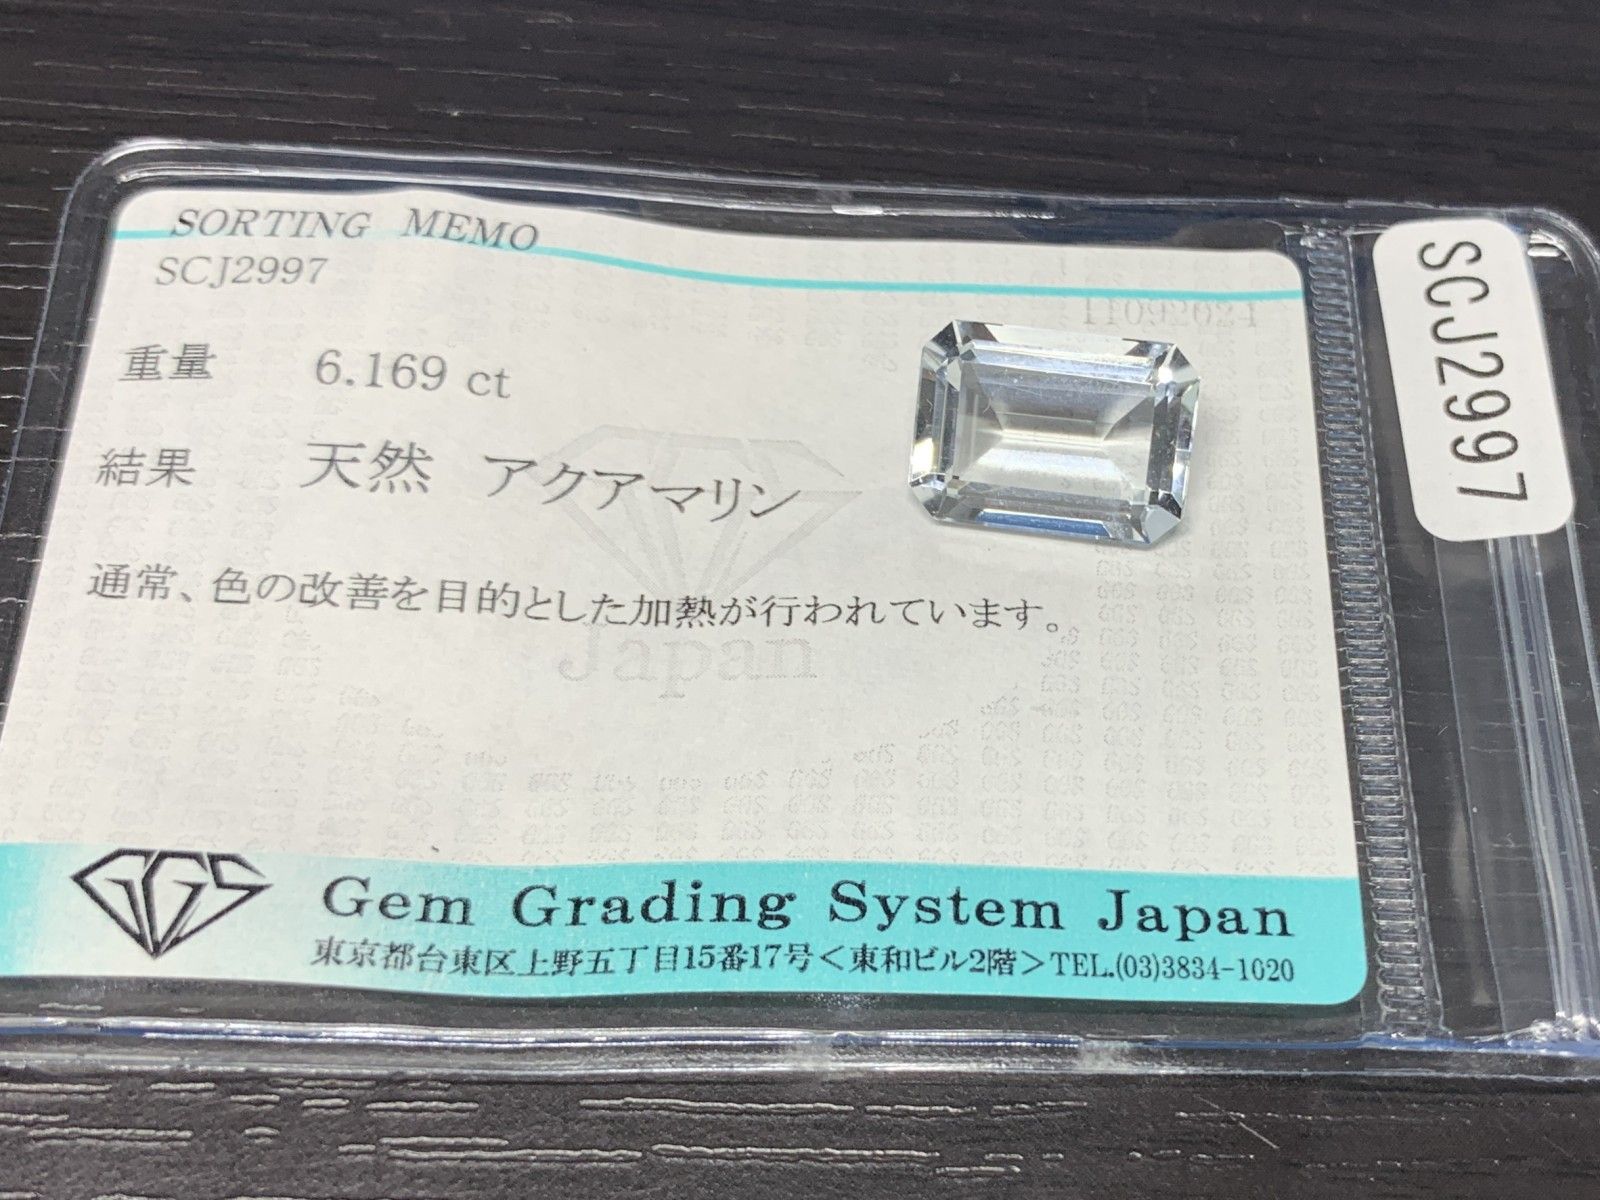 SORTING MEMO
SCJ2997
11092624
重量 6.169 ct
結果 天然 アクアマリン
通常、色の改善を目的とした加熱が行われています。
Japan
GGS
Gem Grading System Japan
東京都台東区上野五丁目15番17号<東和ビル2階>TEL.(03)3834-1020
SCJ2997